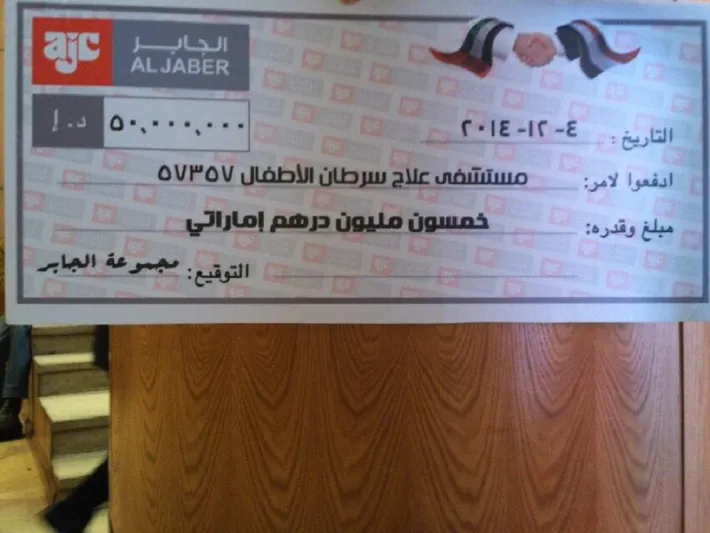 ajc
الجابر
AL JABER
٥٠,٠٠٠,٠٠٠ د.إ
التاريخ: ٤- ١٢- ٢٠١٤
ادفعوا لامر: مستشفى علاج سرطان الأطفال ٥٧٣٥٧
مبلغ وقدره: خمسون مليون درهم إماراتي
التوقيع: مجموعة الجابر